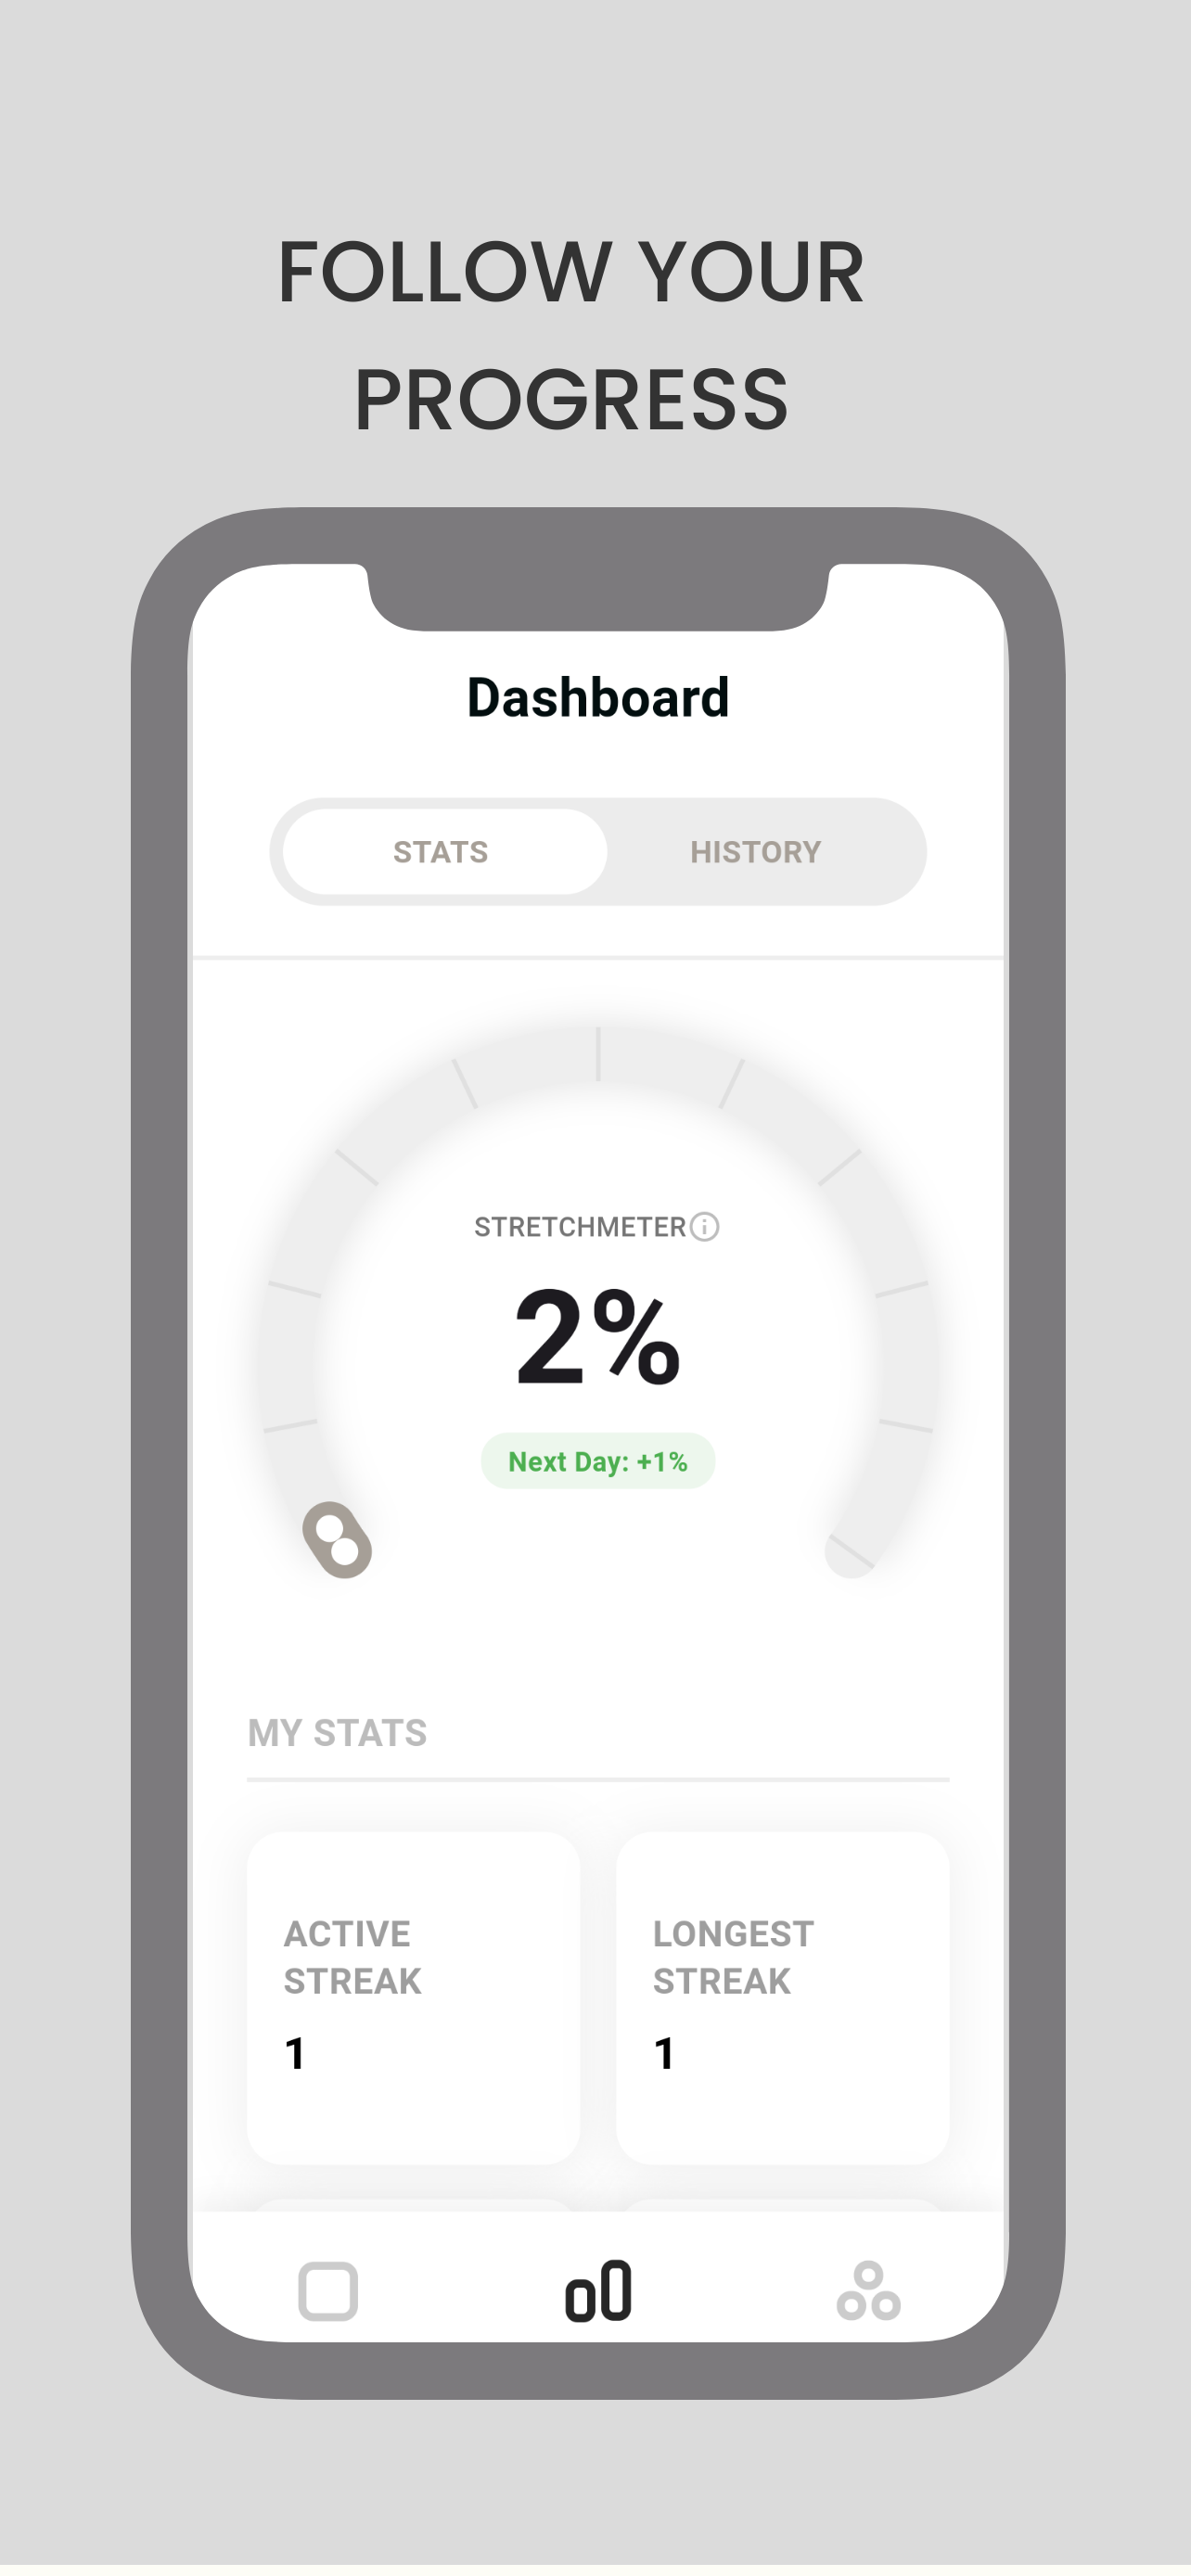 FOLLOW YOUR
PROGRESS
Dashboard
STATS
HISTORY
STRETCHMETER
2%
Next Day: +1%
MY STATS
ACTIVE
STREAK
1
LONGEST
STREAK
1